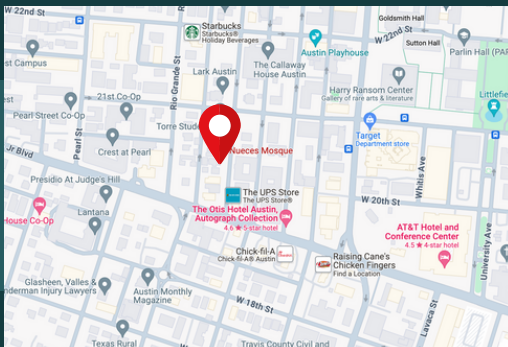 W 22nd St
Goldsmith Hall
Starbucks
Starbucks®
Holiday Beverages
W 22nd St
Sutton Hall
Parlin Hall (PAR
est Campus
The Callaway
House Austin
Austin Playhouse
Rio Grande St
Lark Austin
Harry Ransom Center
Gallery of rare arts & literature
Littlefie
21st Co-Op
Pearl Street Co-Op
Pearl St
Torre Stude
Target
Department store
Crest at Pearl
Nueces Mosque
Jr Blvd
Presidio At Judge's Hill
Whitis Ave
The UPS Store
The UPS Store®
W 20th St
House Co-op
Lantana
The Otis Hotel Austin,
Autograph Collection
4.6 ★ 5-star hotel
AT&T Hotel and
Conference Center
4.5 ★ 4-star hotel
University Ave
Chick-fil-A
Chick-fil-A® Austin
Raising Cane's
Chicken Fingers
Find a Location
Glasheen, Valles &
nderman Injury Lawyers
Austin Monthly
Magazine
W 18th St
Lavaca St
Texas Rural
Travis County Civil and